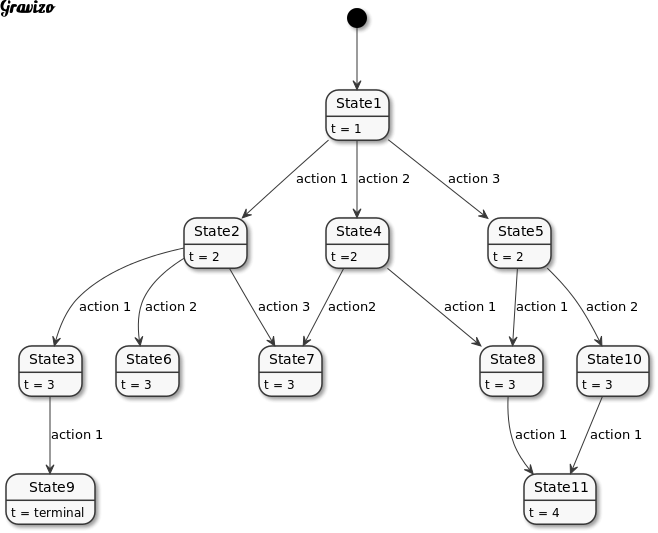 Gravizo
State1
t = 1
action 1
action 2
action 3
State2
t = 2
State4
t =2
State5
t = 2
action 1
action 2
action 3
action2
action 1
action 1
action 2
State3
t = 3
State6
t = 3
State7
t = 3
State8
t = 3
State10
t = 3
action 1
action 1
action 1
State9
t = terminal
State11
t = 4